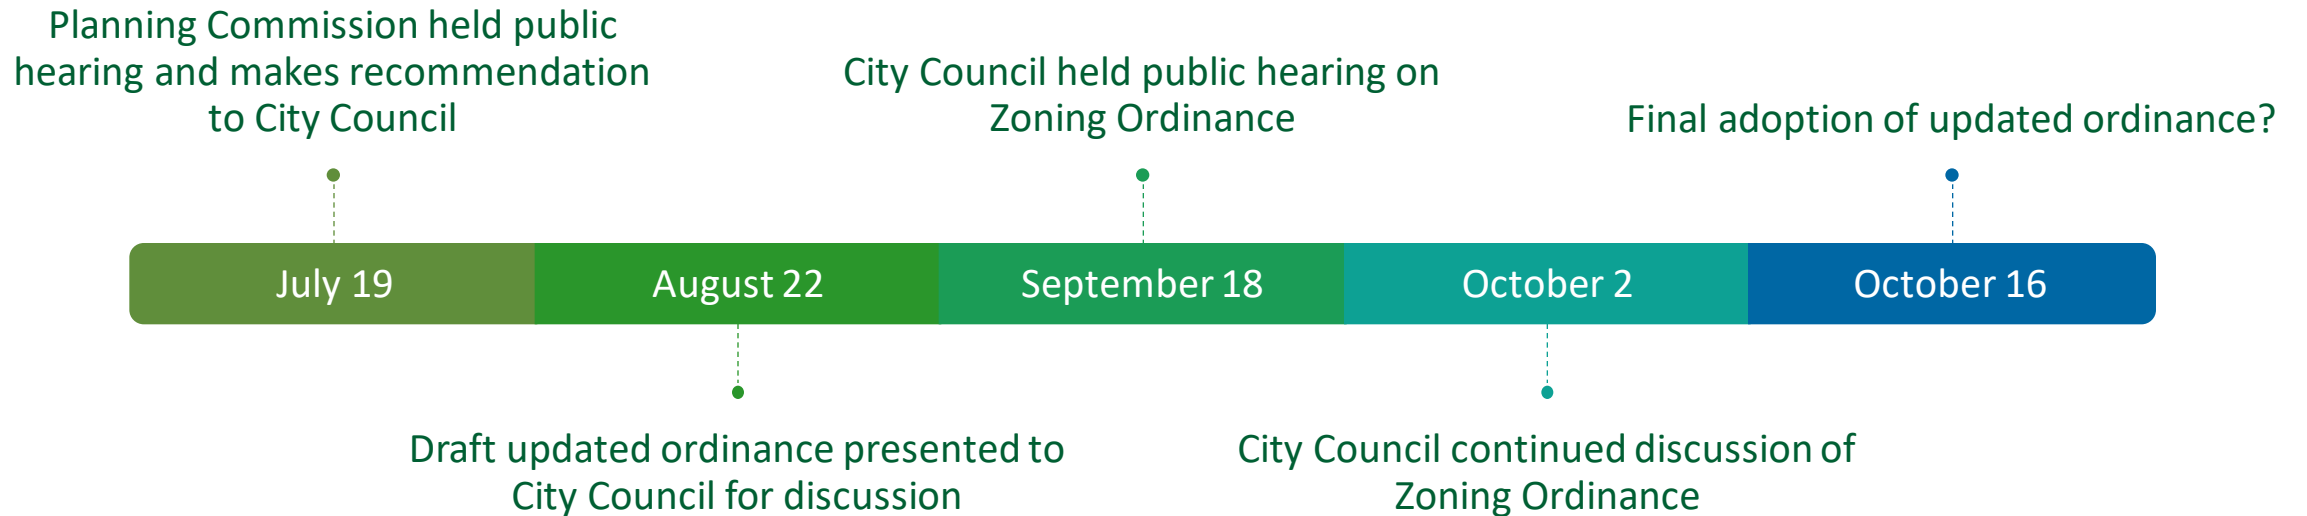 Planning Commission held public
hearing and makes recommendation
to City Council
City Council held public hearing on
Zoning Ordinance
Final adoption of updated ordinance?
July 19
August 22
September 18
October 2
October 16
Draft updated ordinance presented to
City Council for discussion
City Council continued discussion of
Zoning Ordinance